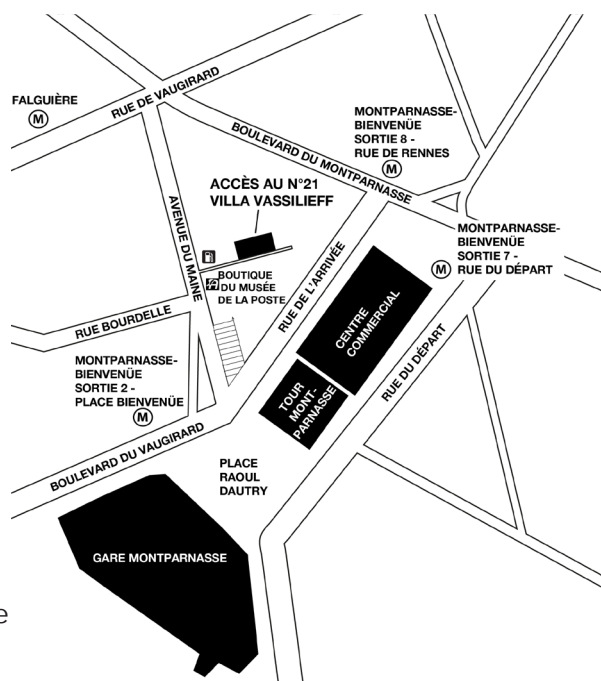 FALGUIÈRE
M
RUE DE VAUGIRARD
BOULEVARD DU MONTPARNASSE
MONTPARNASSE-
BIENVENÜE
SORTIE 8 -
RUE DE RENNES
M
AVENUE DU MAINE
ACCÈS AU N°21
VILLA VASSILIEFF
BOUTIQUE
DU MUSÉE
DE LA POSTE
RUE DE L'ARRIVÉE
MONTPARNASSE-
BIENVENÜE
SORTIE 7 -
RUE DU DÉPART
M
CENTRE
COMMERCIAL
RUE BOURDELLE
MONTPARNASSE-
BIENVENÜE
SORTIE 2 -
PLACE BIENVENÜE
M
TOUR
MONT-
PARNASSE
RUE DU DÉPART
BOULEVARD DU VAUGIRARD
PLACE
RAOUL
DAUTRY
GARE MONTPARNASSE
e